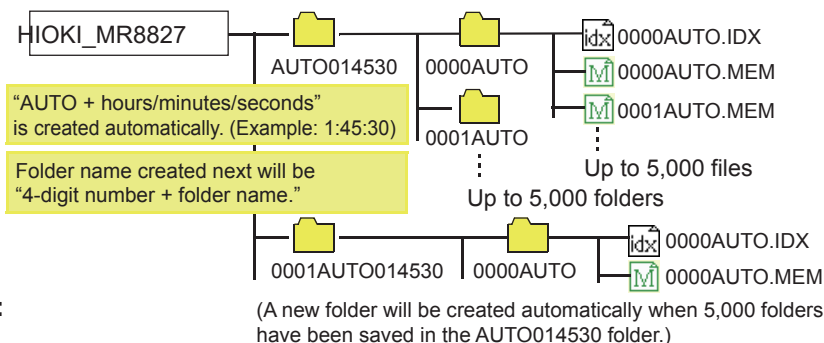 HIOKI_MR8827
AUTO014530
0000AUTO
idx 0000AUTO.IDX
M 0000AUTO.MEM
M 0001AUTO.MEM
“AUTO + hours/minutes/seconds”
is created automatically. (Example: 1:45:30)
0001AUTO
Folder name created next will be
“4-digit number + folder name.”
Up to 5,000 files
Up to 5,000 folders
0001AUTO014530
0000AUTO
idx 0000AUTO.IDX
M 0000AUTO.MEM
:
(A new folder will be created automatically when 5,000 folders
have been saved in the AUTO014530 folder.)